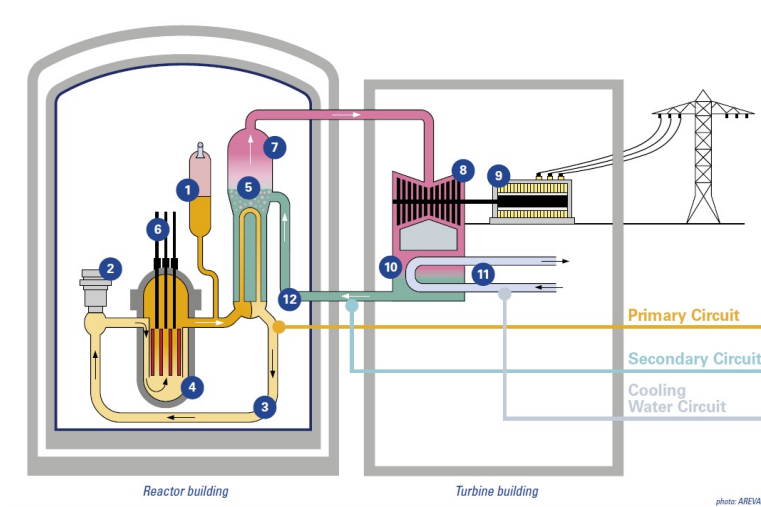 7
8
9
1
5
6
2
10
11
12
Primary Circuit
Secondary Circuit
4
Cooling
Water Circuit
3
Reactor building
Turbine building
photo: AREVA